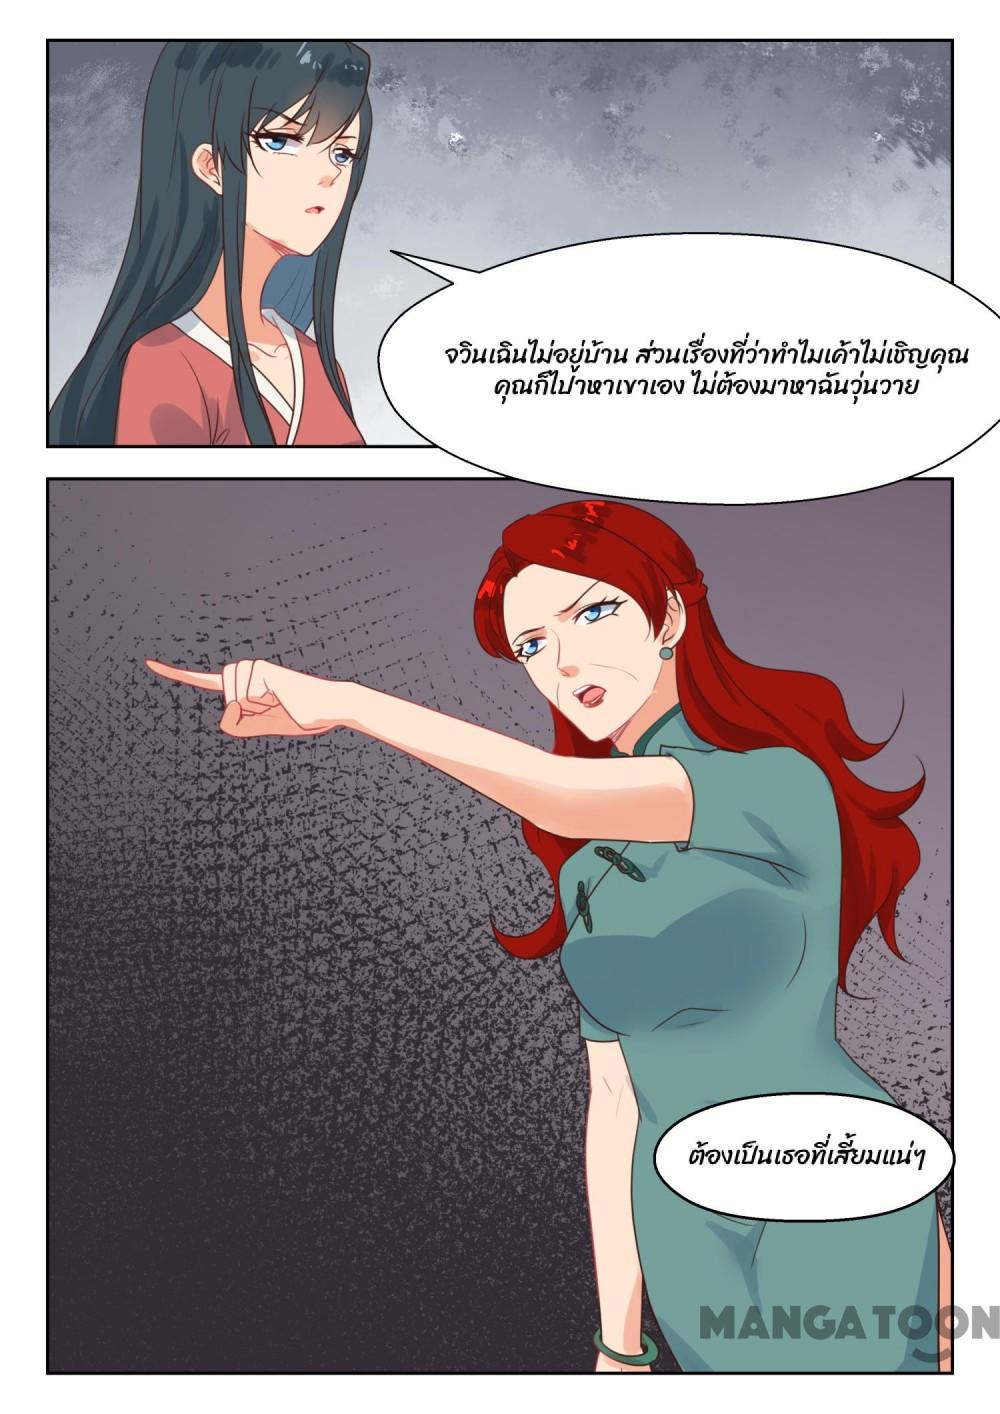 จวินเฉินไม่อยู่บ้าน ส่วนเรื่องที่ว่าทำไมเค้าไม่เชิญคุณ
คุณก็ไปาหาเขาเอง ไม่ต้องมาหาฉันวุ่นวาย
ต้องเป็นเธอที่เสี้ยมแน่ๆ
MANGATOON